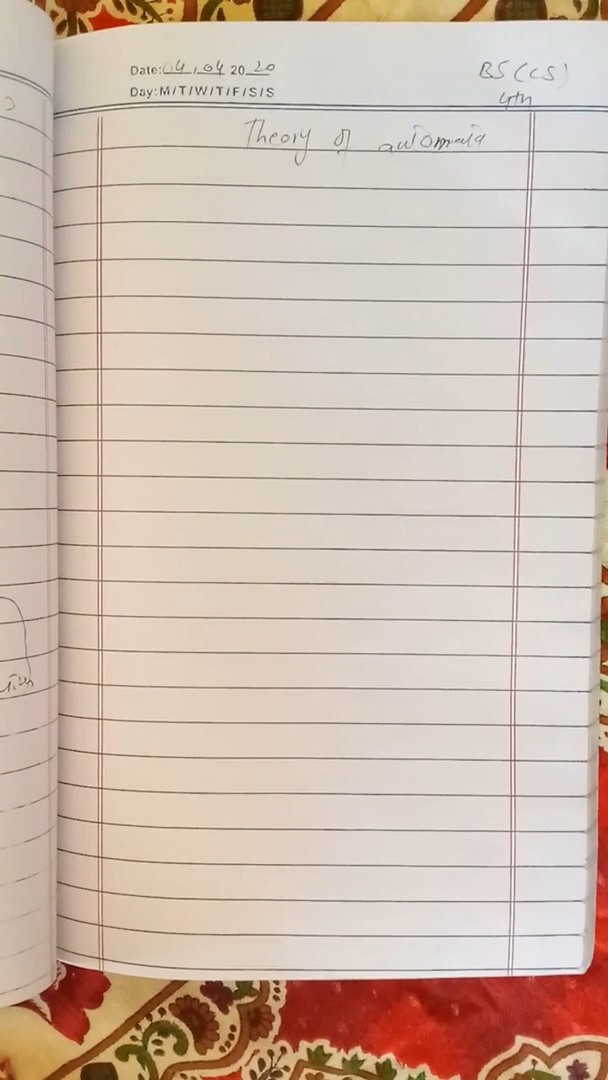 Date: 04, 04 20 20
BS (CS)
Day: M/T/W/T/F/S/S
4th
Theory of automata